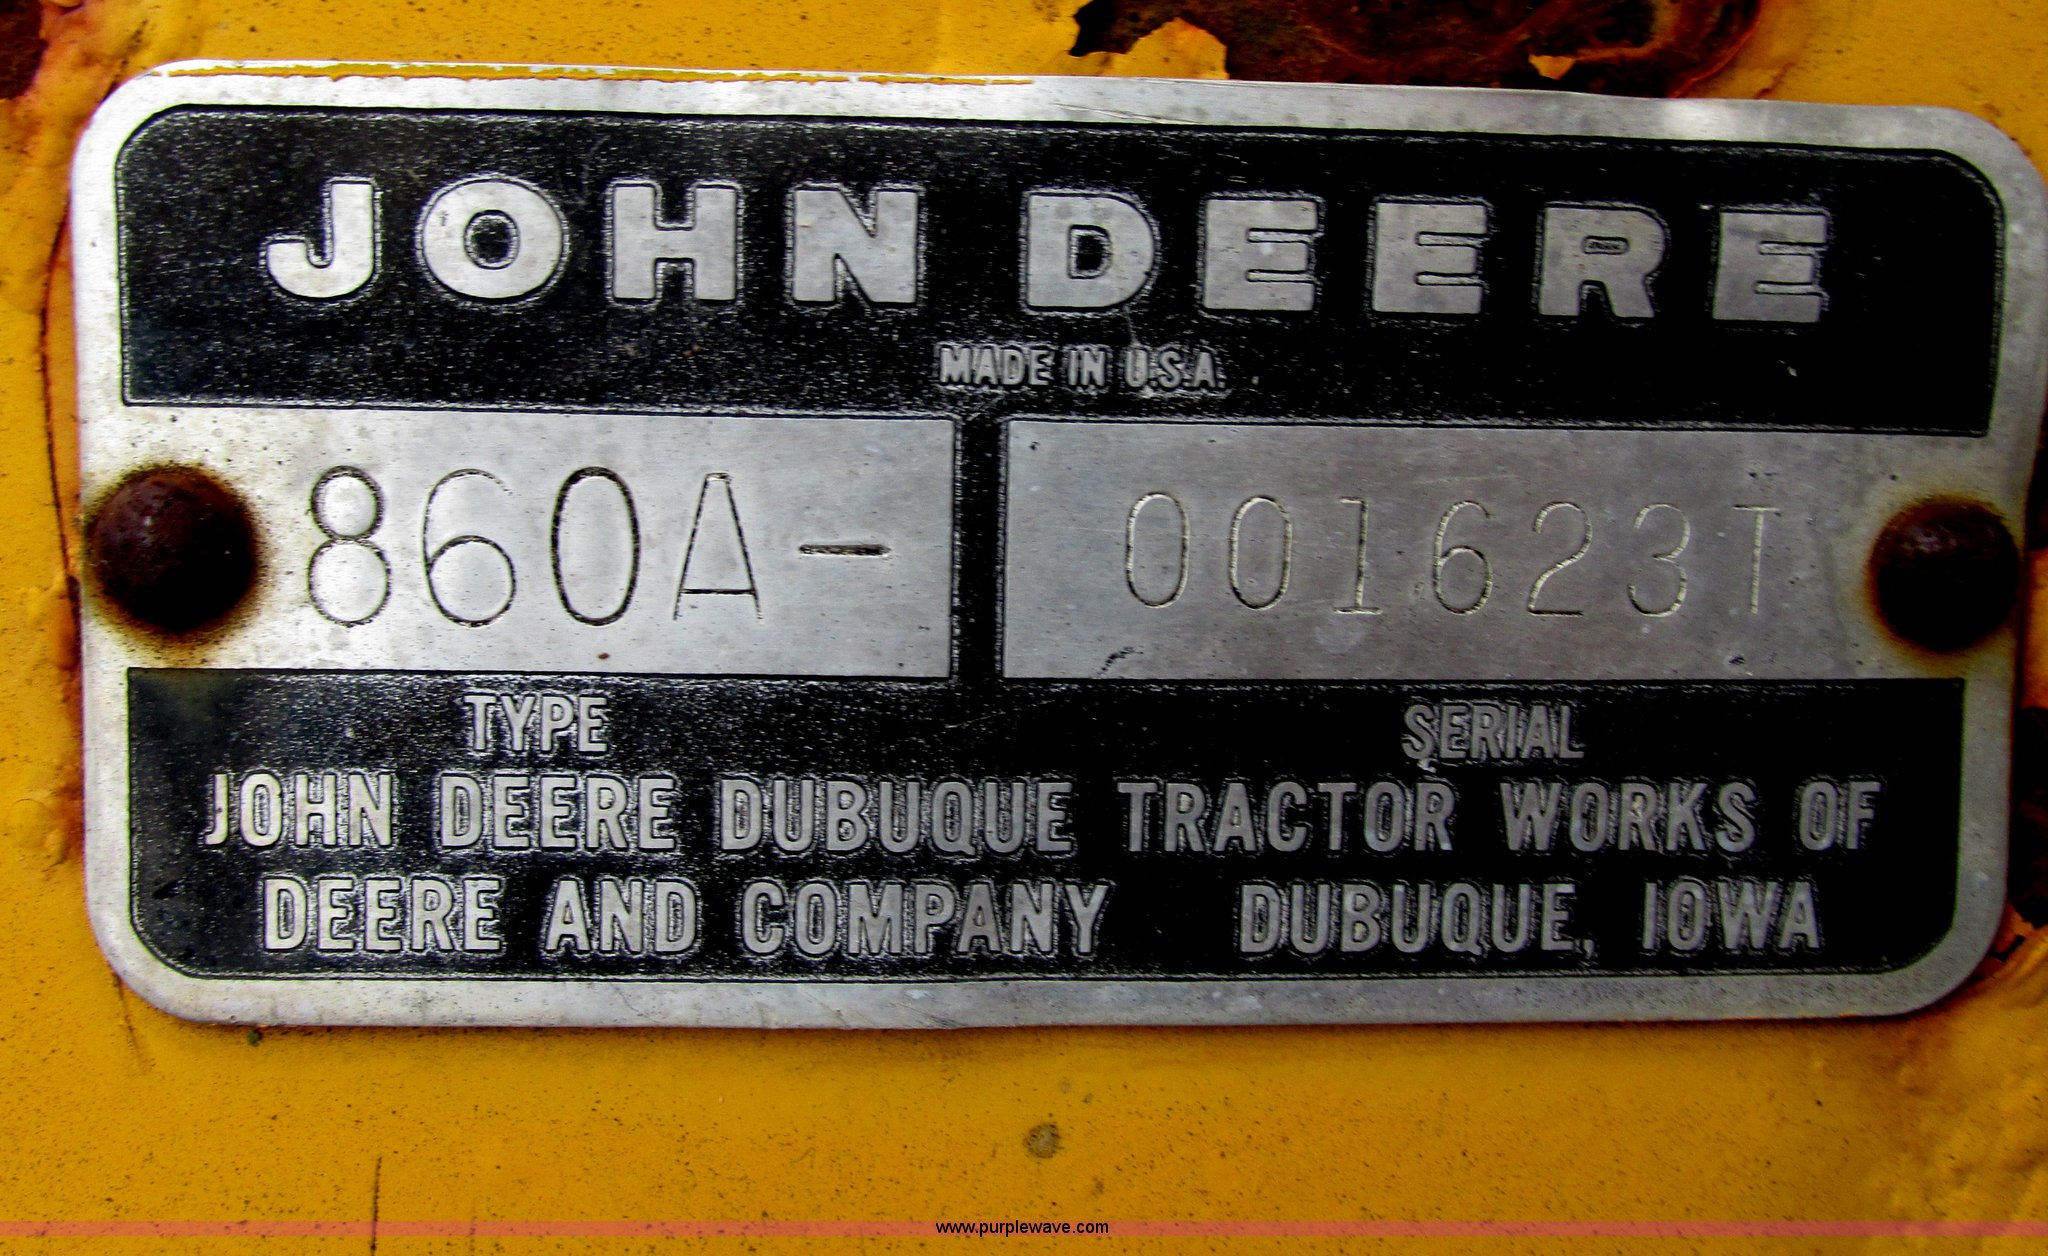 JOHN DEERE
MADE IN U.S.A.
860A- 001623T
TYPE SERIAL
JOHN DEERE DUBUQUE TRACTOR WORKS OF
DEERE AND COMPANY DUBUQUE, IOWA
www.purplewave.com